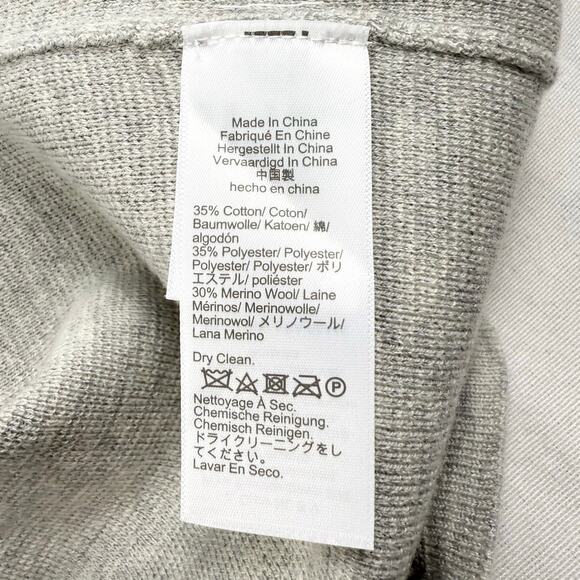 Made In China
Fabriqué En Chine
Hergestellt In China
Vervaardigd In China
中国製
hecho en china
35% Cotton/ Coton/
Baumwolle/ Katoen/ 綿/
algodón
35% Polyester/ Polyester/
Polyester/ Polyester/ ポリ
エステル/ poliéster
30% Merino Wool/ Laine
Mérinos/ Merinowolle/
Merinowol/ メリノウール/
Lana Merino
Dry Clean.
P
Nettoyage À Sec.
Chemische Reinigung.
Chemisch Reinigen.
ドライクリーニングをし
てください。
Lavar En Seco.